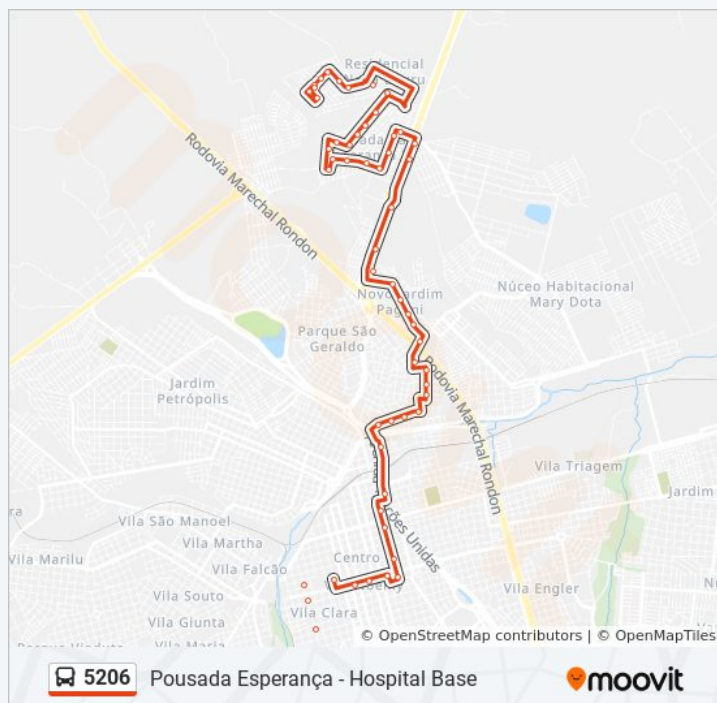 Residencial
Rodovia Marechal Rondon
Núceo Habitacional
Mary Dota
Novo Jardim
Pagani
Parque São
Geraldo
Rodovia Marechal Rondon
Jardim
Petrópolis
Vila Triagem
Jardim
Vila São Manoel
ções Unidas
Vila Martha
Centro
Vila Marilu
Vila Falcão
Vila Engler
Vila Souto
Vila Clara
Vila Giunta
© OpenStreetMap contributors | © OpenMapTiles
5206 Pousada Esperança - Hospital Base
moovit